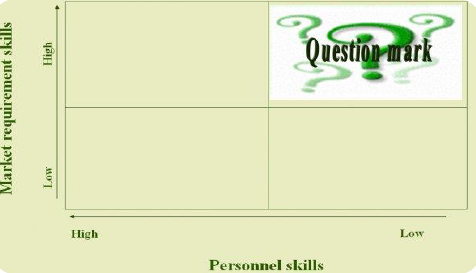 Market requirement skills
High
Question mark
Low
High
Low
Personnel skills